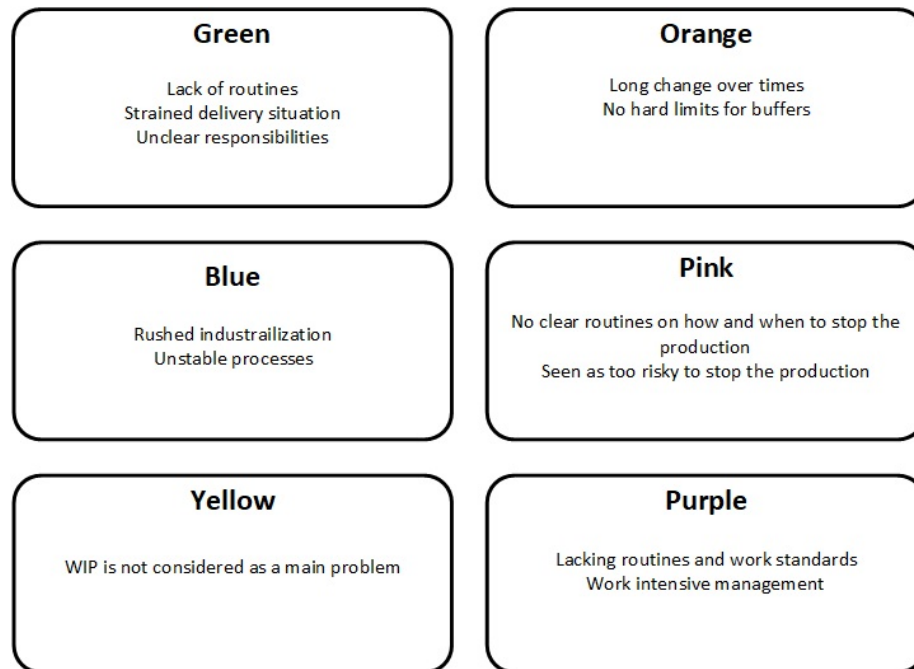 Green
Lack of routines
Strained delivery situation
Unclear responsibilities
Orange
Long change over times
No hard limits for buffers
Blue
Rushed industrailization
Unstable processes
Pink
No clear routines on how and when to stop the
production
Seen as too risky to stop the production
Yellow
WIP is not considered as a main problem
Purple
Lacking routines and work standards
Work intensive management